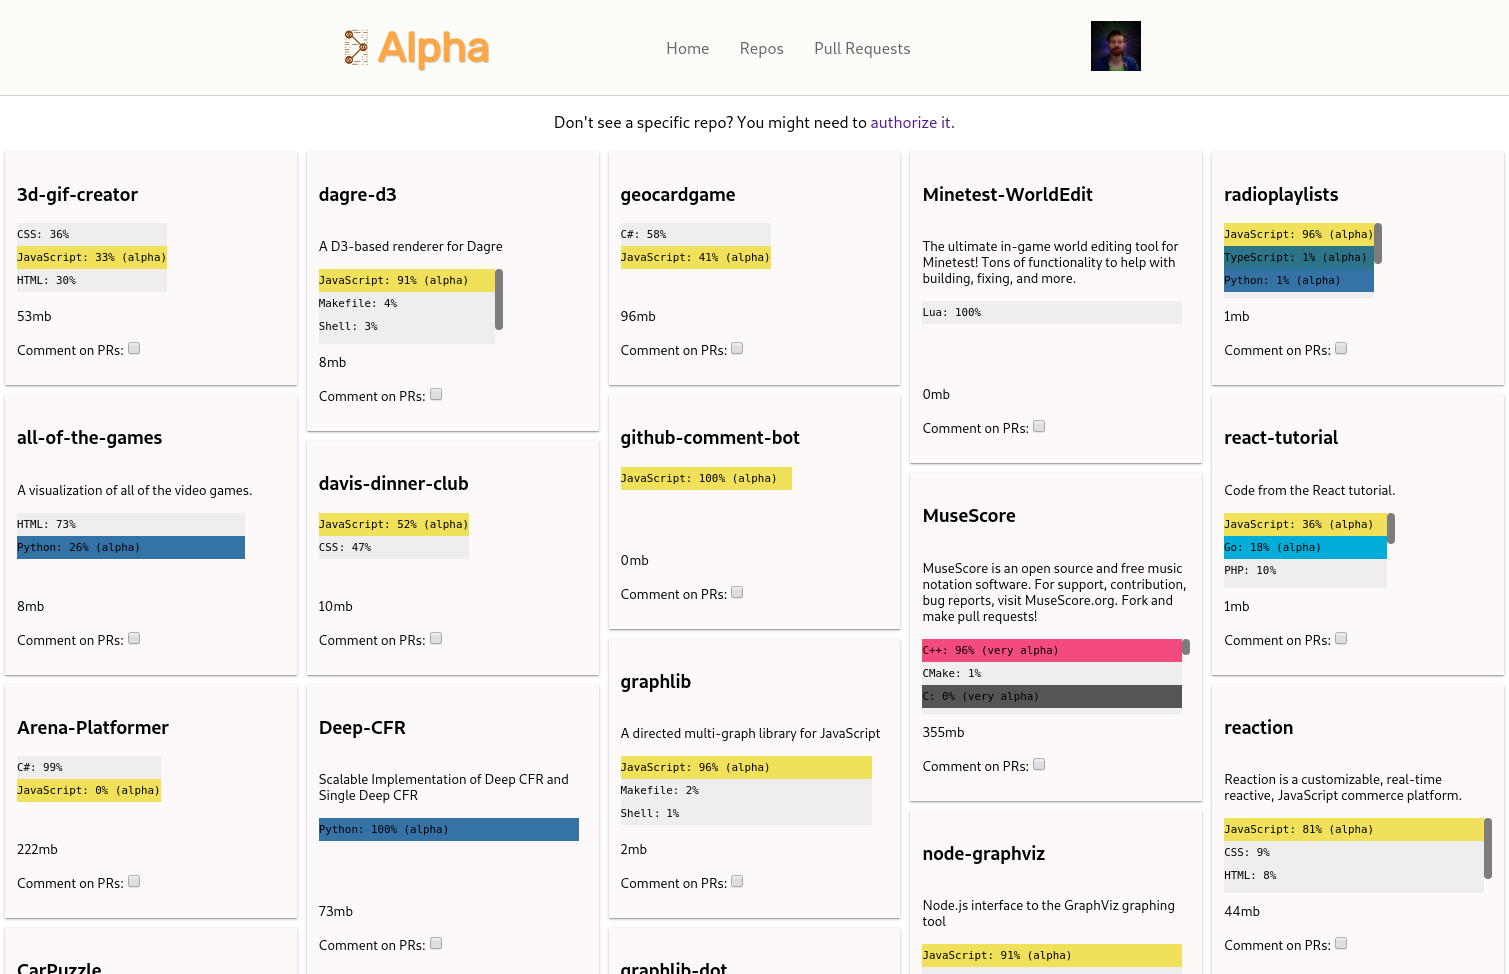 Alpha
Home
Repos
Pull Requests
Don't see a specific repo? You might need to authorize it.
3d-gif-creator
CSS: 36%
JavaScript: 33% (alpha)
HTML: 30%
53mb
Comment on PRs:
all-of-the-games
A visualization of all of the video games.
HTML: 73%
Python: 26% (alpha)
8mb
Comment on PRs:
Arena-Platformer
C#: 99%
JavaScript: 0% (alpha)
222mb
Comment on PRs:
CarPuzzle
dagre-d3
A D3-based renderer for Dagre
JavaScript: 91% (alpha)
Makefile: 4%
Shell: 3%
8mb
Comment on PRs:
davis-dinner-club
JavaScript: 52% (alpha)
CSS: 47%
10mb
Comment on PRs:
Deep-CFR
Scalable Implementation of Deep CFR and
Single Deep CFR
Python: 100% (alpha)
73mb
Comment on PRs:
geocardgame
C#: 58%
JavaScript: 41% (alpha)
96mb
Comment on PRs:
github-comment-bot
JavaScript: 100% (alpha)
0mb
Comment on PRs:
graphlib
A directed multi-graph library for JavaScript
JavaScript: 96% (alpha)
Makefile: 2%
Shell: 1%
2mb
Comment on PRs:
graphlib-dot
Minetest-WorldEdit
The ultimate in-game world editing tool for
Minetest! Tons of functionality to help with
building, fixing, and more.
Lua: 100%
0mb
Comment on PRs:
MuseScore
MuseScore is an open source and free music
notation software. For support, contribution,
bug reports, visit MuseScore.org. Fork and
make pull requests!
C++: 96% (very alpha)
CMake: 1%
C: 0% (very alpha)
355mb
Comment on PRs:
node-graphviz
Node.js interface to the GraphViz graphing
tool
JavaScript: 91% (alpha)
radioplaylists
JavaScript: 96% (alpha)
TypeScript: 1% (alpha)
Python: 1% (alpha)
1mb
Comment on PRs:
react-tutorial
Code from the React tutorial.
JavaScript: 36% (alpha)
Go: 18% (alpha)
PHP: 10%
1mb
Comment on PRs:
reaction
Reaction is a customizable, real-time
reactive, JavaScript commerce platform.
JavaScript: 81% (alpha)
CSS: 9%
HTML: 8%
44mb
Comment on PRs: